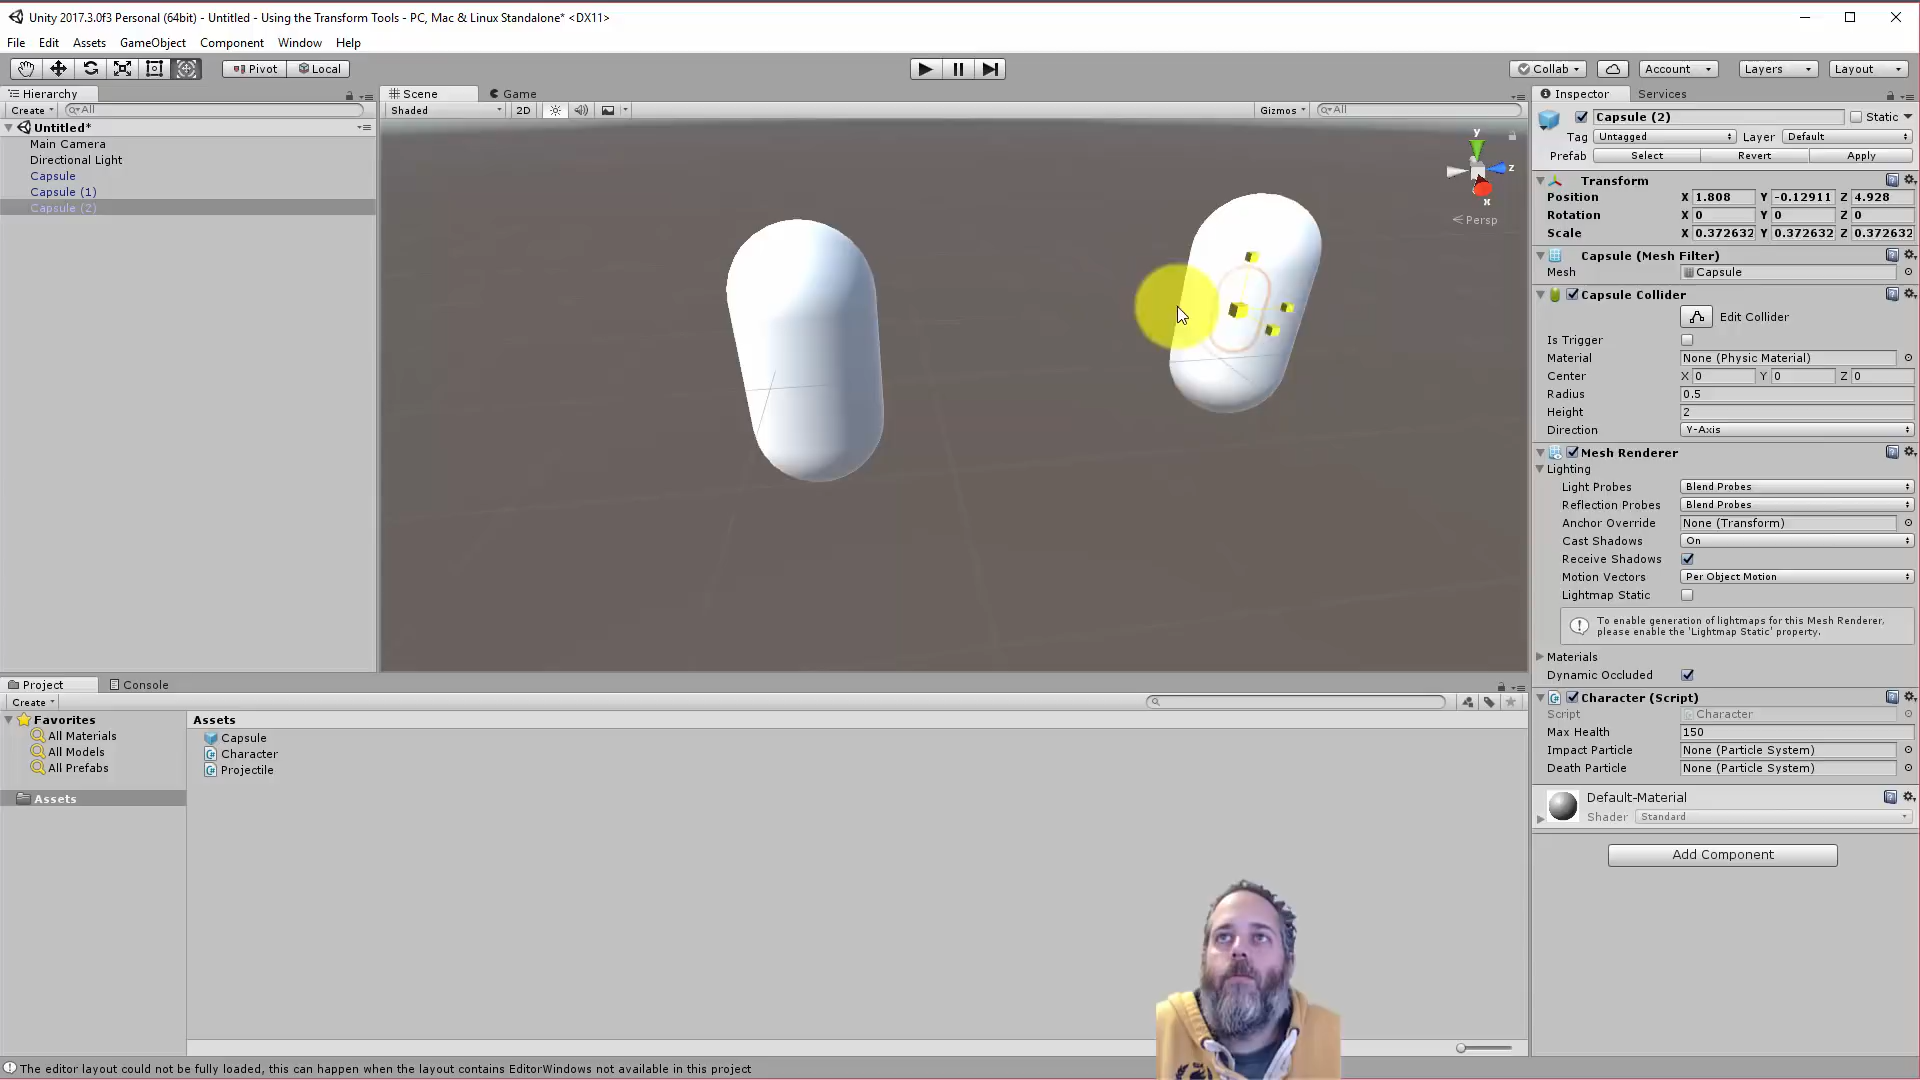 Unity 2017.3.0f3 Personal (64bit) - Untitled - Using the Transform Tools - PC, Mac & Linux Standalone* <DX11>
File Edit Assets GameObject Component Window Help
Pivot Local Collab Account Layers Layout
Hierarchy
Create All
Untitled*
Main Camera
Directional Light
Capsule
Capsule (1)
Capsule (2)
Scene Game
Shaded 2D Gizmos All
y
z
x
Persp
Inspector Services
Capsule (2) Static
Tag Untagged Layer Default
Prefab Select Revert Apply
Transform
Position X 1.808 Y -0.12911 Z 4.928
Rotation X 0 Y 0 Z 0
Scale X 0.372632 Y 0.372632 Z 0.372632
Capsule (Mesh Filter)
Mesh Capsule
Capsule Collider
Edit Collider
Is Trigger
Material None (Physic Material)
Center X 0 Y 0 Z 0
Radius 0.5
Height 2
Direction Y-Axis
Mesh Renderer
Lighting
Light Probes Blend Probes
Reflection Probes Blend Probes
Anchor Override None (Transform)
Cast Shadows On
Receive Shadows
Motion Vectors Per Object Motion
Lightmap Static
To enable generation of lightmaps for this Mesh Renderer,
please enable the 'Lightmap Static' property.
Materials
Dynamic Occluded
Character (Script)
Script Character
Max Health 150
Impact Particle None (Particle System)
Death Particle None (Particle System)
Default-Material
Shader Standard
Add Component
Project Console
Create
Favorites
All Materials
All Models
All Prefabs
Assets
Assets
Capsule
Character
Projectile
The editor layout could not be fully loaded, this can happen when the layout contains EditorWindows not available in this project